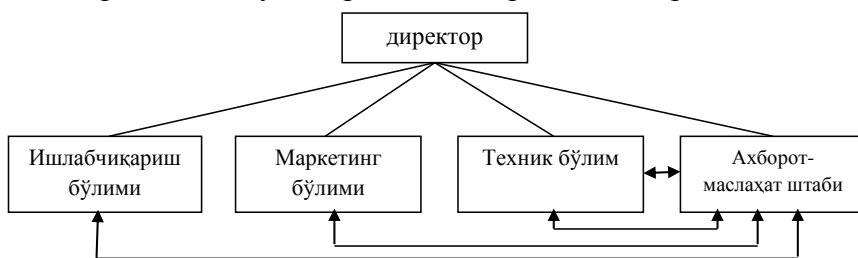 директор
Ишлабчиқариш
бўлими
Маркетинг
бўлими
Техник бўлим
Ахборот-
маслаҳат штаби